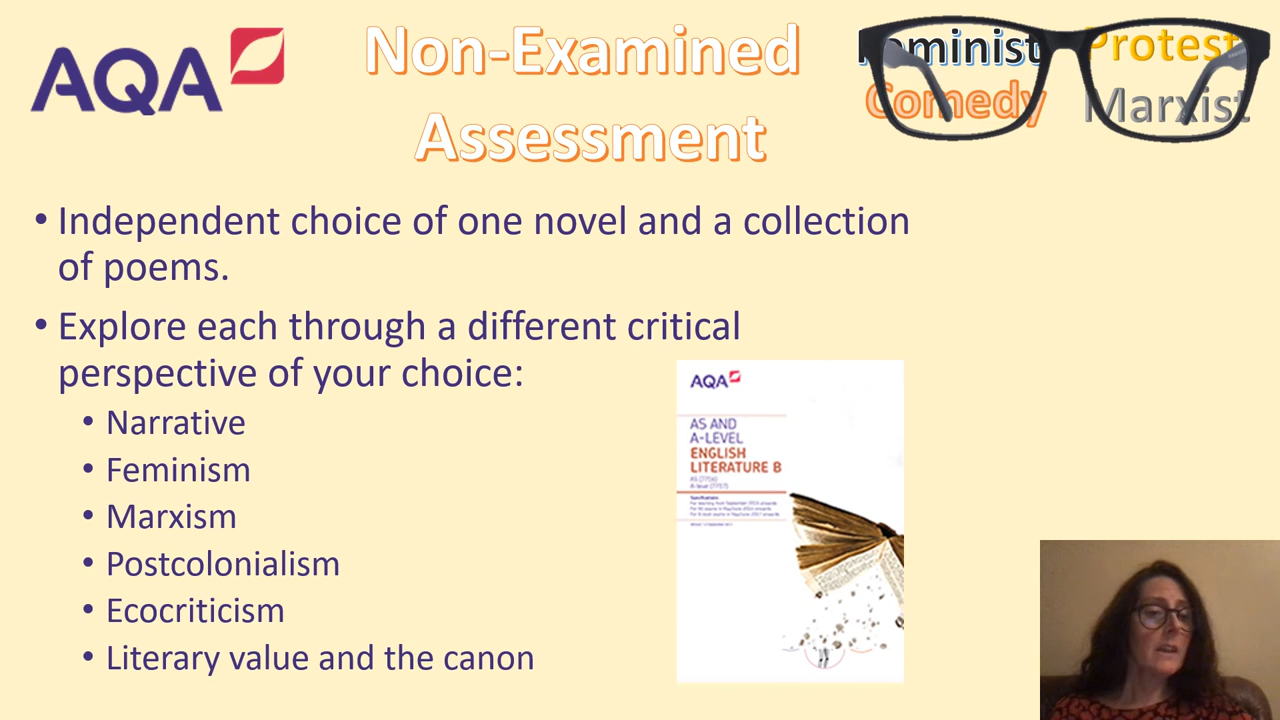 AQA
Non-Examined
Assessment
Feminist
Protest
Comedy
Marxist
• Independent choice of one novel and a collection
of poems.
• Explore each through a different critical
perspective of your choice:
• Narrative
• Feminism
• Marxism
• Postcolonialism
• Ecocriticism
• Literary value and the canon
AQA
AS AND
A-LEVEL
ENGLISH
LITERATURE B